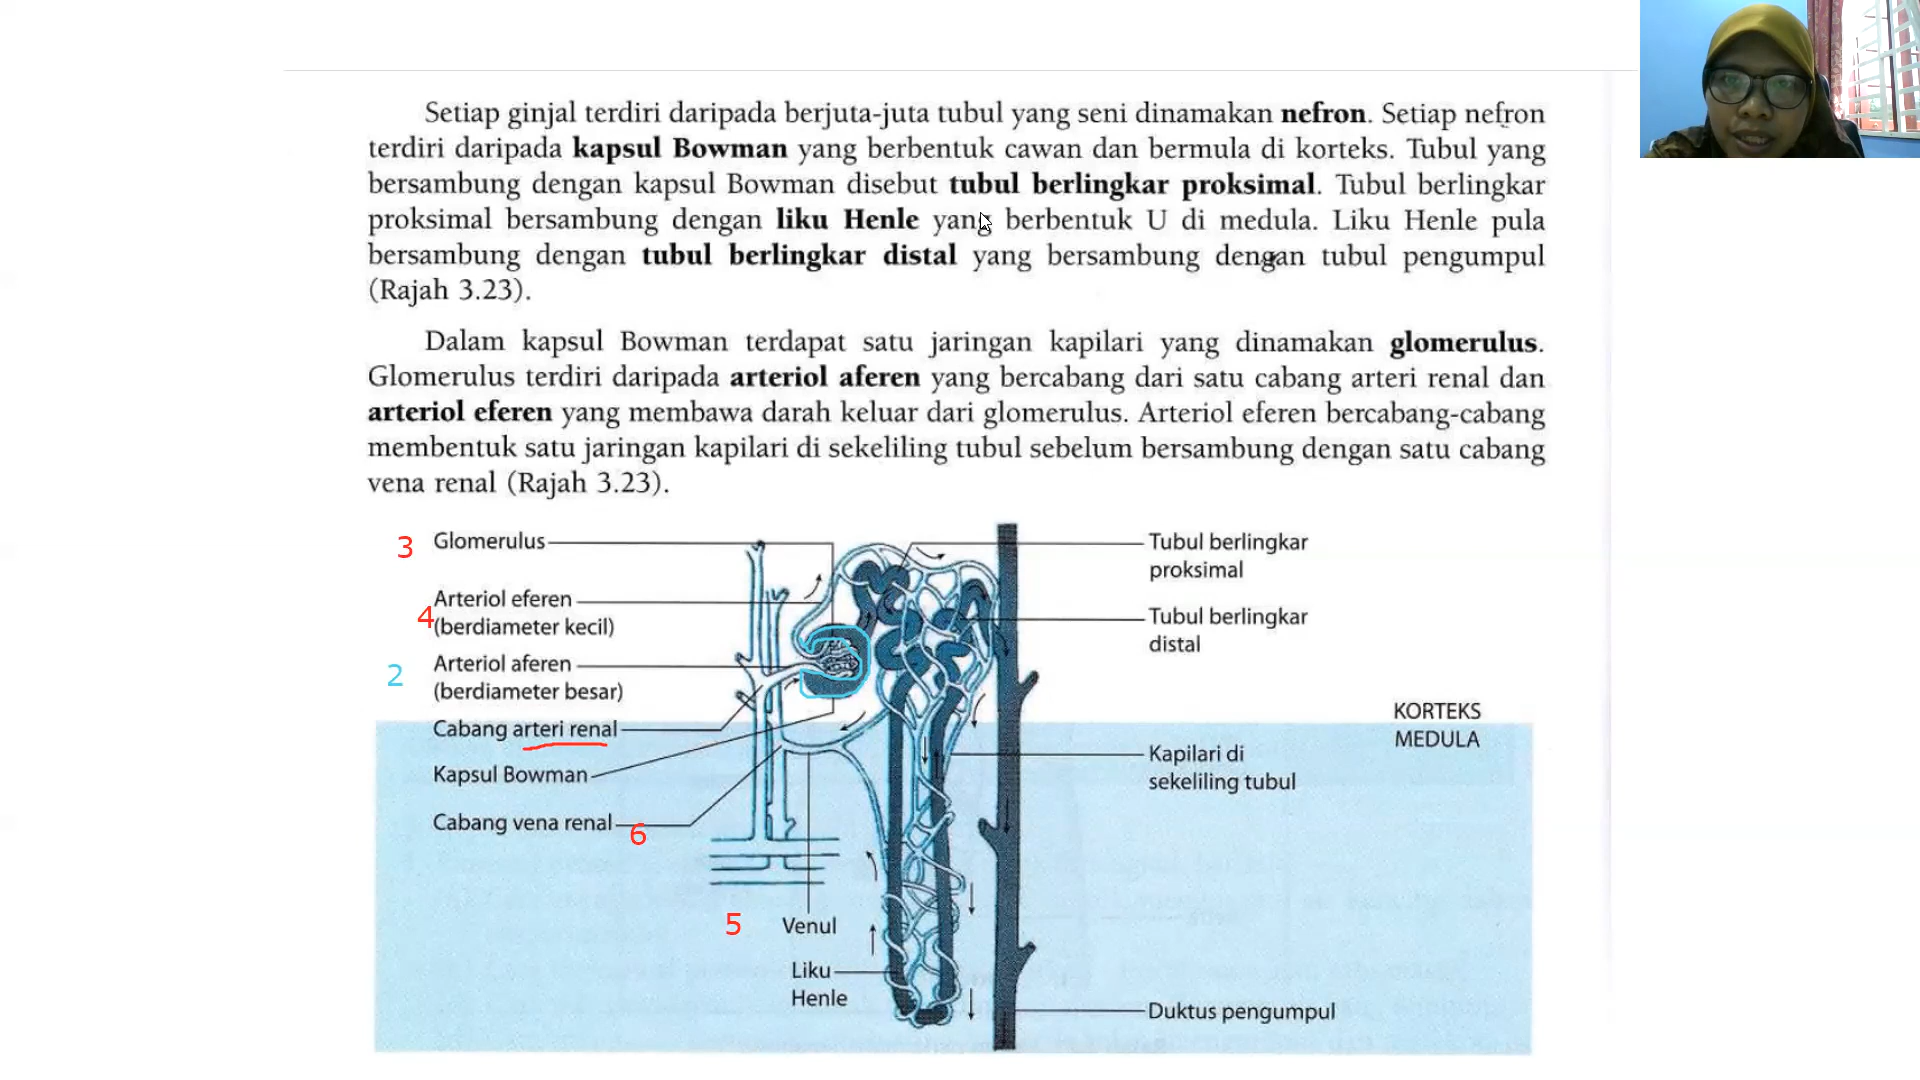 Setiap ginjal terdiri daripada berjuta-juta tubul yang seni dinamakan nefron. Setiap nefron
terdiri daripada kapsul Bowman yang berbentuk cawan dan bermula di korteks. Tubul yang
bersambung dengan kapsul Bowman disebut tubul berlingkar proksimal. Tubul berlingkar
proksimal bersambung dengan liku Henle yang berbentuk U di medula. Liku Henle pula
bersambung dengan tubul berlingkar distal yang bersambung dengan tubul pengumpul
(Rajah 3.23).
Dalam kapsul Bowman terdapat satu jaringan kapilari yang dinamakan glomerulus.
Glomerulus terdiri daripada arteriol aferen yang bercabang dari satu cabang arteri renal dan
arteriol eferen yang membawa darah keluar dari glomerulus. Arteriol eferen bercabang-cabang
membentuk satu jaringan kapilari di sekeliling tubul sebelum bersambung dengan satu cabang
vena renal (Rajah 3.23).
3 Glomerulus
4 Arteriol eferen
(berdiameter kecil)
2 Arteriol aferen
(berdiameter besar)
Cabang arteri renal
Kapsul Bowman
Cabang vena renal 6
5 Venul
Liku
Henle
Tubul berlingkar
proksimal
Tubul berlingkar
distal
KORTEKS
MEDULA
Kapilari di
sekeliling tubul
Duktus pengumpul